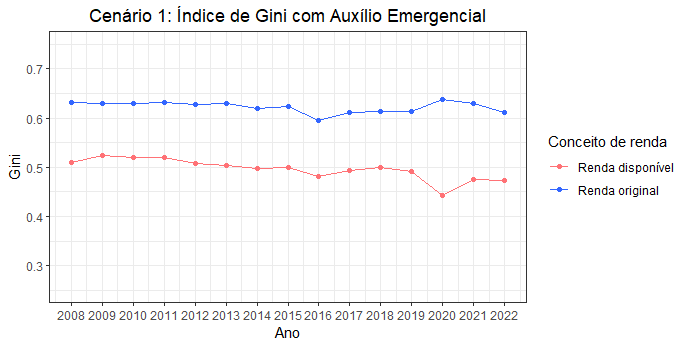 Cenário 1: Índice de Gini com Auxílio Emergencial
Gini
0.7
0.6
0.5
0.4
0.3
2008 2009 2010 2011 2012 2013 2014 2015 2016 2017 2018 2019 2020 2021 2022
Ano
Conceito de renda
Renda disponível
Renda original